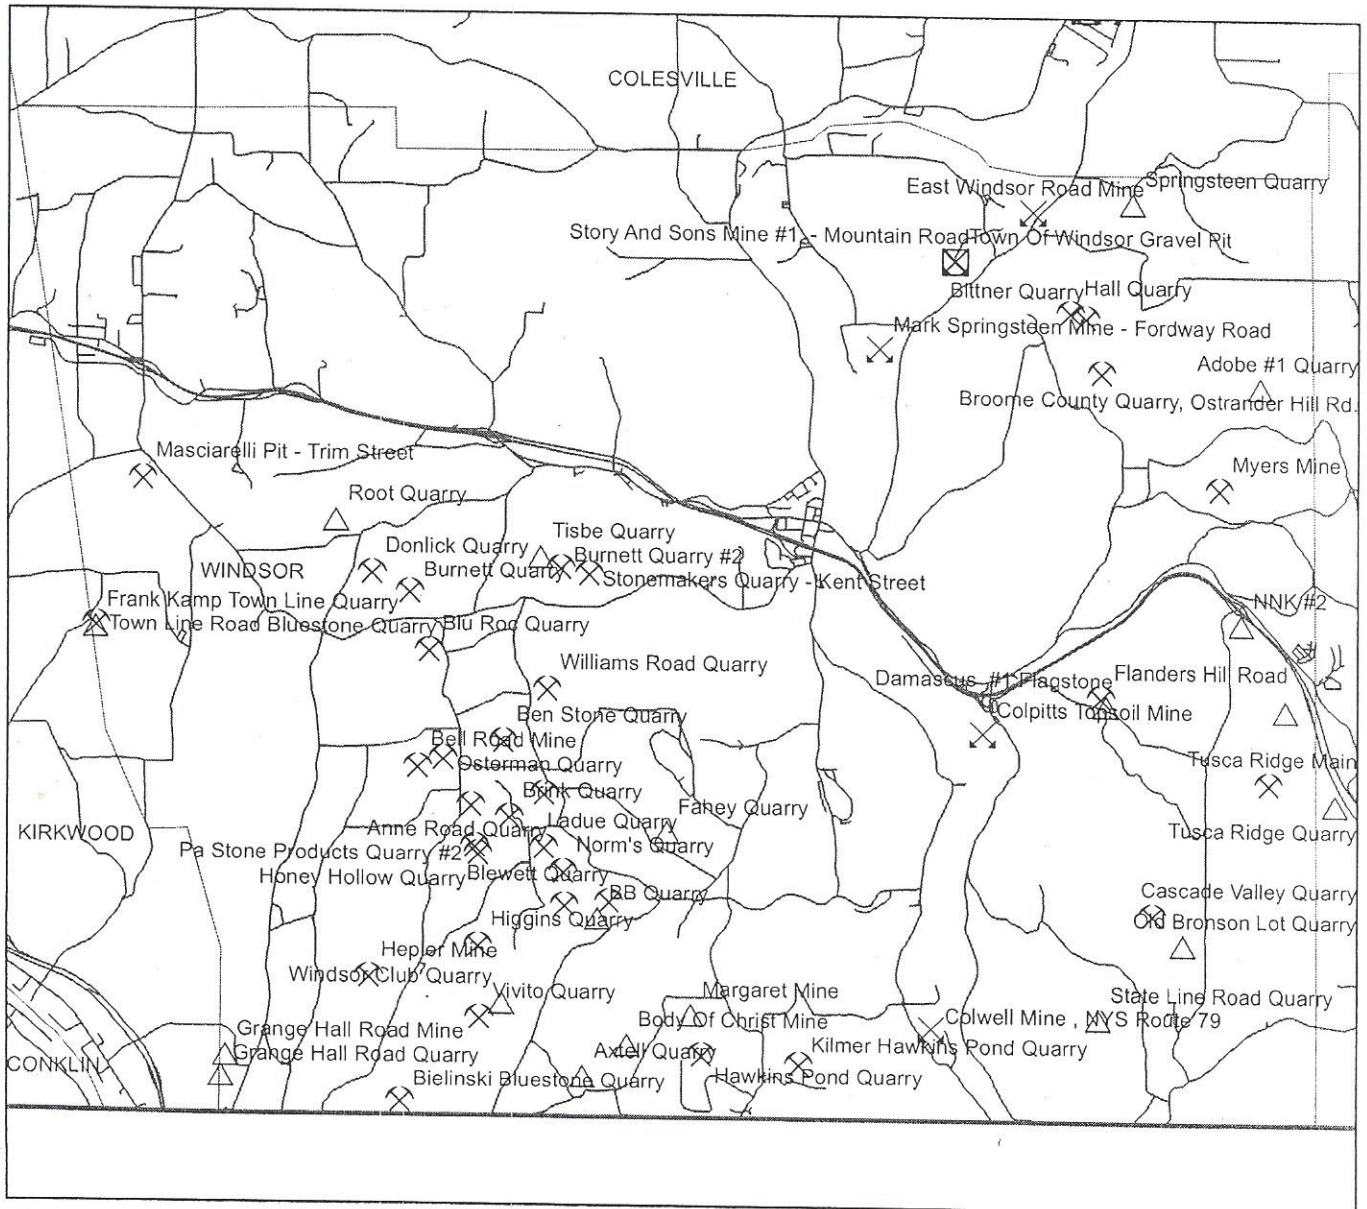 COLESVILLE
East Windsor Road Mine
Springsteen Quarry
Story And Sons Mine #1 - Mountain Road
Town Of Windsor Gravel Pit
Bittner Quarry
Hall Quarry
Mark Springsteen Mine - Fordway Road
Adobe #1 Quarry
Broome County Quarry, Ostrander Hill Rd.
Masciarelli Pit - Trim Street
Myers Mine
Root Quarry
Tisbe Quarry
Donlick Quarry
Burnett Quarry #2
WINDSOR
Burnett Quarry
Stonemakers Quarry - Kent Street
Frank Kamp Town Line Quarry
NNK #2
Town Line Road Bluestone Quarry
Blu Roc Quarry
Williams Road Quarry
Damascus #1 Flagstone
Flanders Hill Road
Ben Stone Quarry
Colpitts Topsoil Mine
Bell Road Mine
Osterman Quarry
Tusca Ridge Main
Brink Quarry
Fahey Quarry
KIRKWOOD
Anne Road Quarry
Ladue Quarry
Tusca Ridge Quarry
Pa Stone Products Quarry #2
Norm's Quarry
Honey Hollow Quarry
Blewett Quarry
BB Quarry
Cascade Valley Quarry
Higgins Quarry
Old Bronson Lot Quarry
Hepler Mine
Windsor Club Quarry
Vivito Quarry
Margaret Mine
State Line Road Quarry
Grange Hall Road Mine
Body Of Christ Mine
Colwell Mine , NYS Route 79
Grange Hall Road Quarry
Axtell Quarry
Kilmer Hawkins Pond Quarry
CONKLIN
Bielinski Bluestone Quarry
Hawkins Pond Quarry